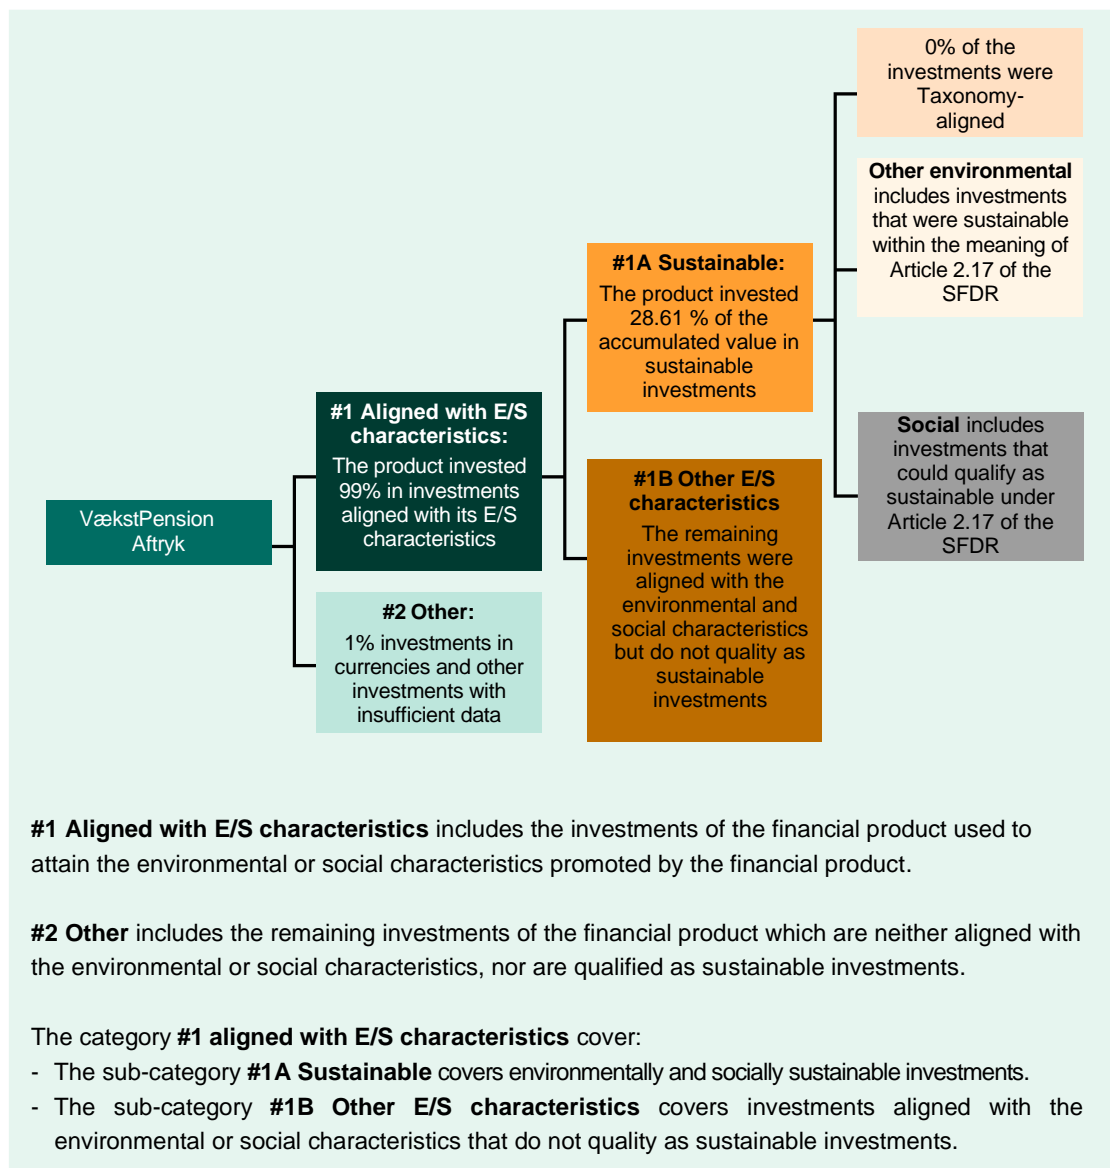 0% of the
investments were
Taxonomy-
aligned
Other environmental
includes investments
that were sustainable
within the meaning of
Article 2.17 of the
SFDR
#1A Sustainable:
The product invested
28.61 % of the
accumulated value in
sustainable
investments
#1 Aligned with E/S
characteristics:
The product invested
99% in investments
aligned with its E/S
characteristics
Social includes
investments that
could qualify as
sustainable under
Article 2.17 of the
SFDR
#1B Other E/S
characteristics
The remaining
investments were
aligned with the
environmental and
social characteristics
but do not quality as
sustainable
investments
VækstPension
Aftryk
#2 Other:
1% investments in
currencies and other
investments with
insufficient data
#1 Aligned with E/S characteristics includes the investments of the financial product used to
attain the environmental or social characteristics promoted by the financial product.
#2 Other includes the remaining investments of the financial product which are neither aligned with
the environmental or social characteristics, nor are qualified as sustainable investments.
The category #1 aligned with E/S characteristics cover:
- The sub-category #1A Sustainable covers environmentally and socially sustainable investments.
- The sub-category #1B Other E/S characteristics covers investments aligned with the
environmental or social characteristics that do not quality as sustainable investments.